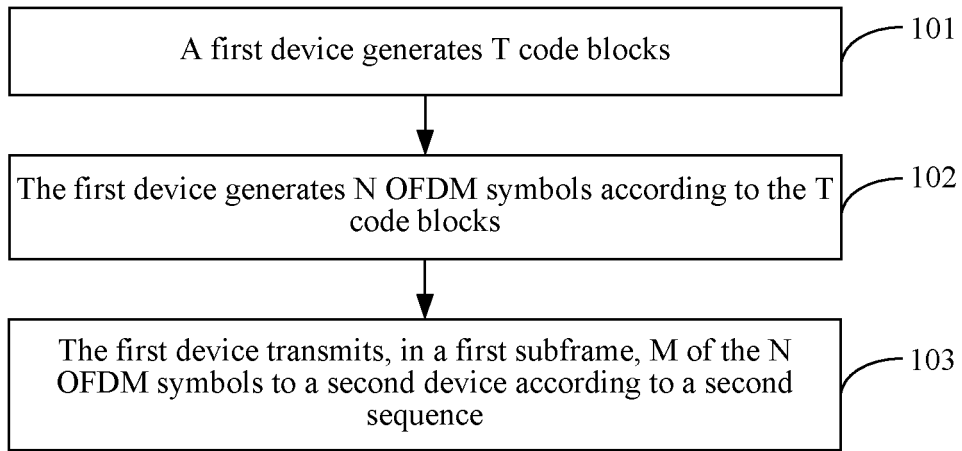 A first device generates T code blocks
101
The first device generates N OFDM symbols according to the T
code blocks
102
The first device transmits, in a first subframe, M of the N
OFDM symbols to a second device according to a second
sequence
103